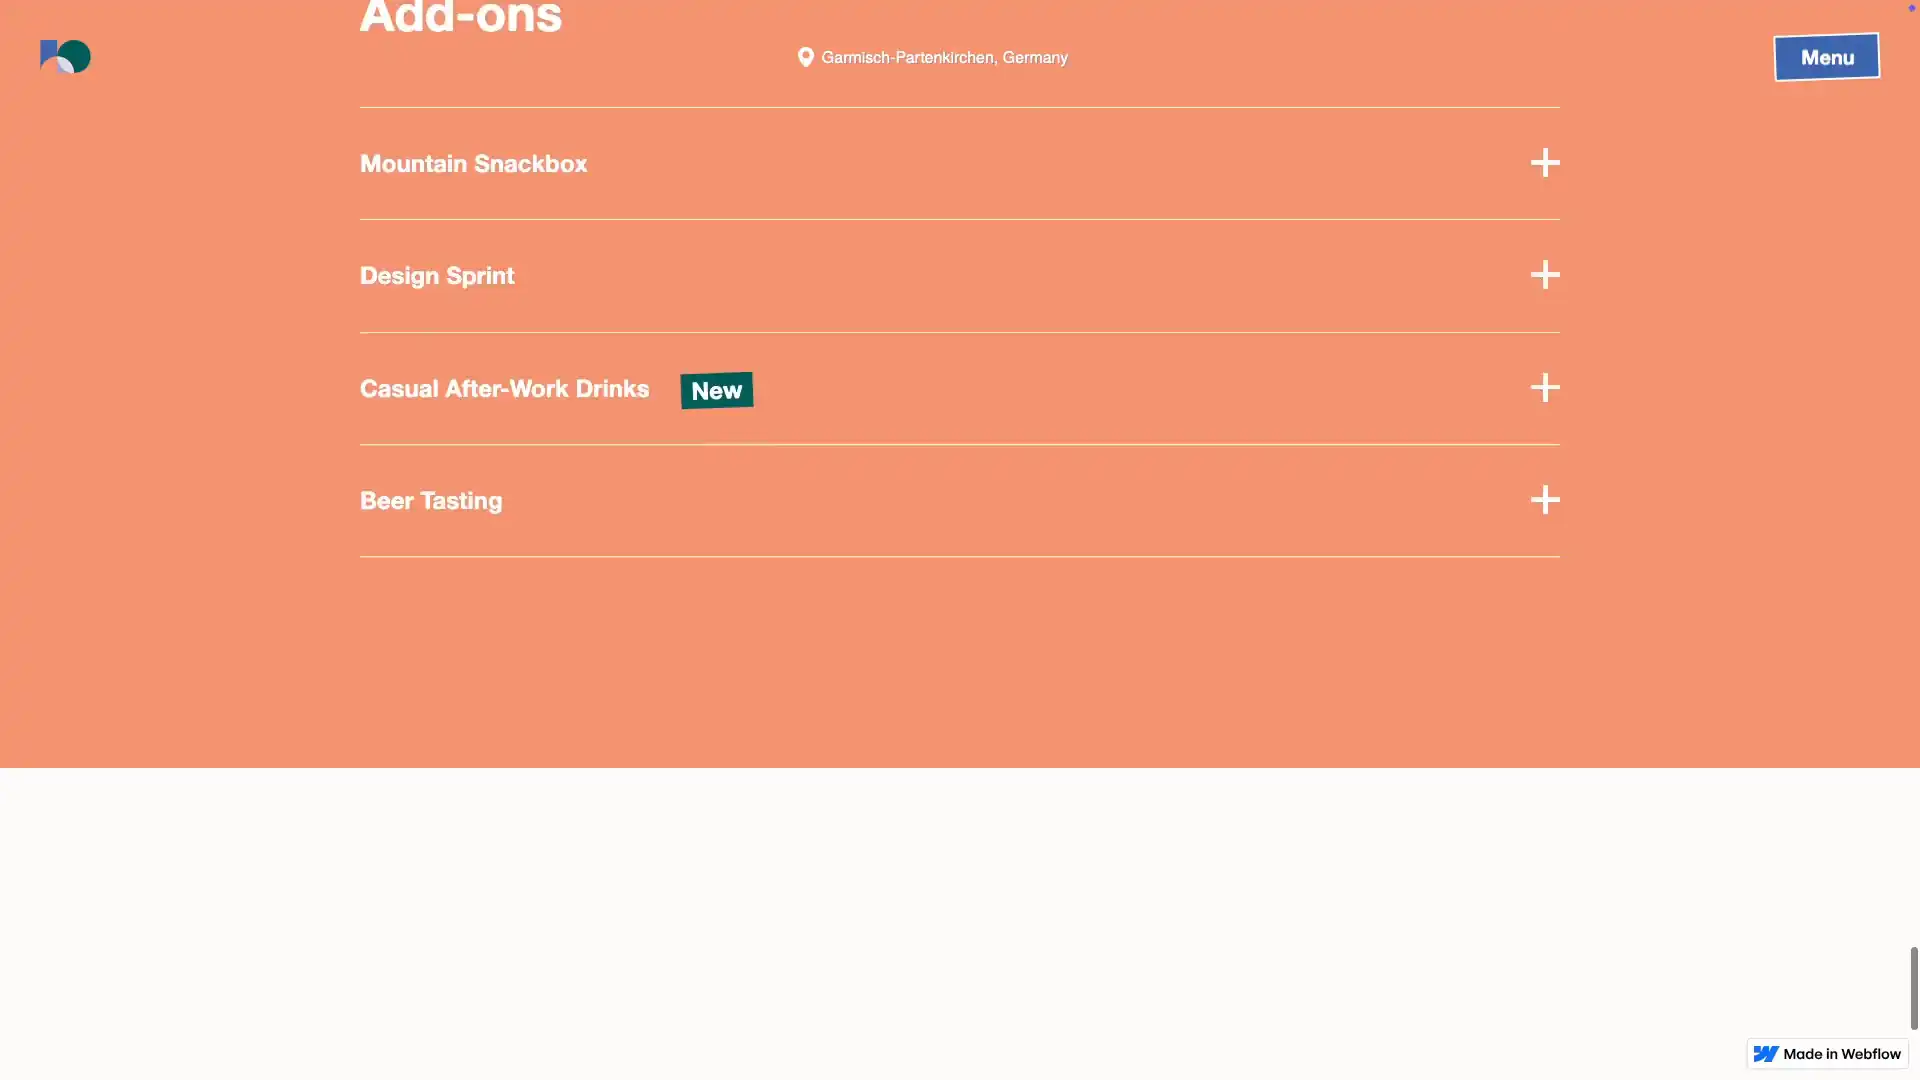 Add-ons
Garmisch-Partenkirchen, Germany
Menu
Mountain Snackbox
Design Sprint
Casual After-Work Drinks
New
Beer Tasting
Made in Webflow